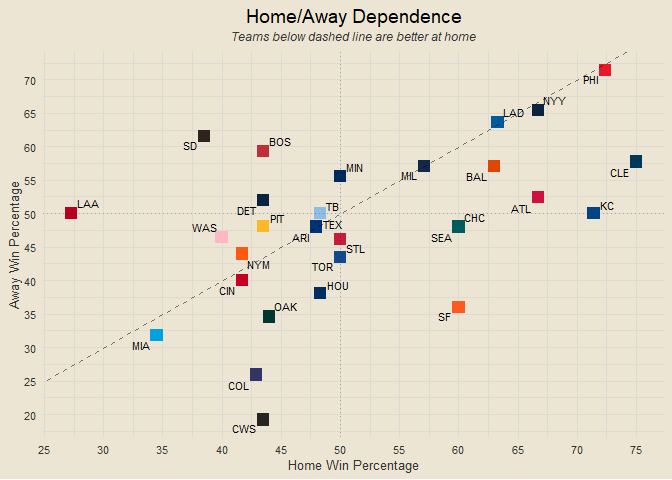 Home/Away Dependence
Teams below dashed line are better at home
Away Win Percentage
70
65
60
55
50
45
40
35
30
25
20
PHI
NYY
LAD
SD
BOS
MIN
MIL
BAL
CLE
LAA
DET
TB
ATL
KC
WAS
PIT
TEX
ARI
CHC
SEA
STL
NYM
TOR
CIN
HOU
OAK
SF
MIA
COL
CWS
25
30
35
40
45
50
55
60
65
70
75
Home Win Percentage